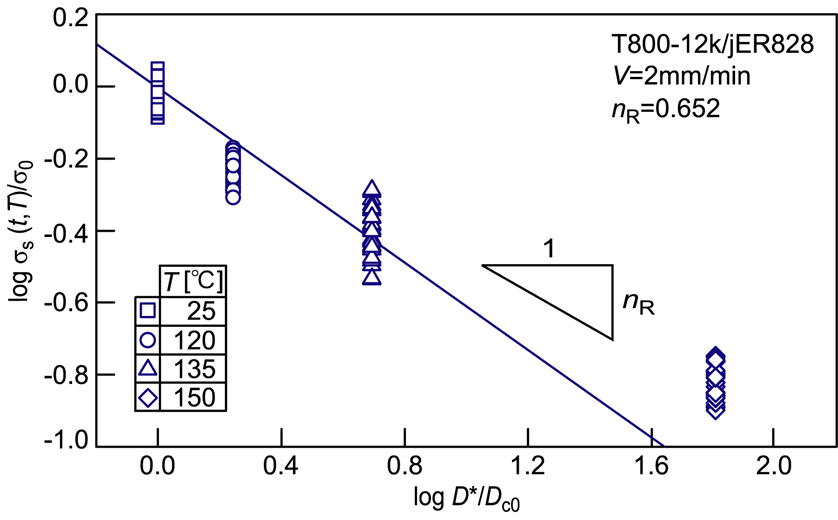 0.2
0.0
-0.2
-0.4
-0.6
-0.8
-1.0
log σs (t,T)/σ0
T800-12k/jER828
V=2mm/min
nR=0.652
1
nR
T [℃]
25
120
135
150
0.0 0.4 0.8 1.2 1.6 2.0
log D*/Dc0